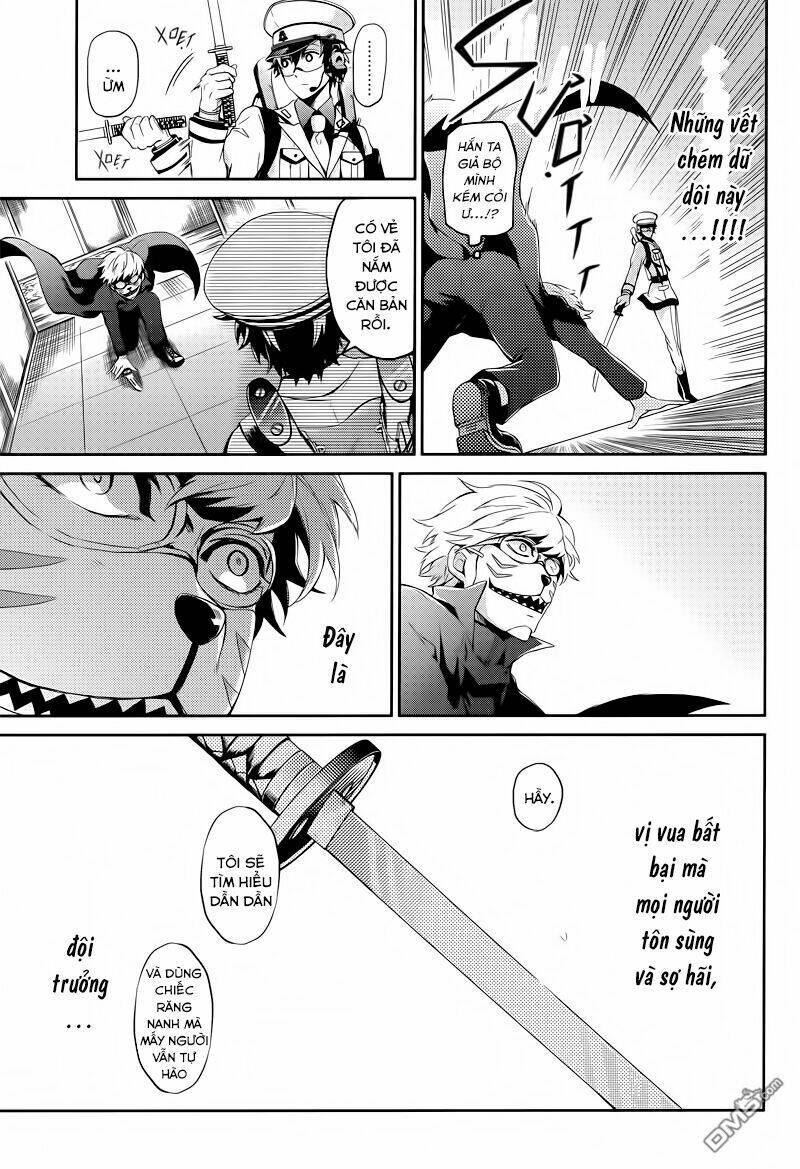 Những vết
chém dữ
dội này
...!!!!
HẮN TA
GIẢ BỘ
MÌNH
KÉM CỎI
Ư...!?
SƯỢTTT
.........
XOẸT
...
ỪM
XOẸT
CÓ VẺ
TÔI ĐÃ
NẮM
ĐƯỢC
CĂN BẢN
RỒI.
Đây
là
vị vua bất
bại mà
mọi người
tôn sùng
và sợ hãi,
HẦY.
TÔI SẼ
TÌM HIỂU
DẦN DẦN
VÀ DÙNG
CHIẾC
RĂNG
NANH MÀ
MẤY NGƯỜI
VẪN TỰ
HÀO
đội
trưởng
...